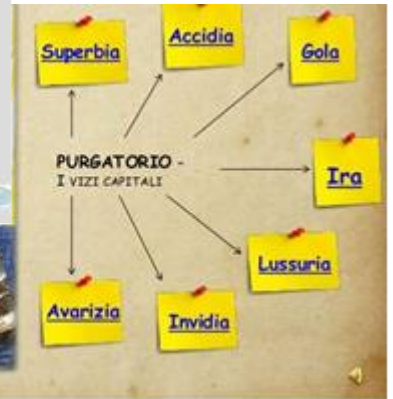 Accidia
Superbia
Gola
PURGATORIO -
I VIZI CAPITALI
Ira
Lussuria
Avarizia
Invidia